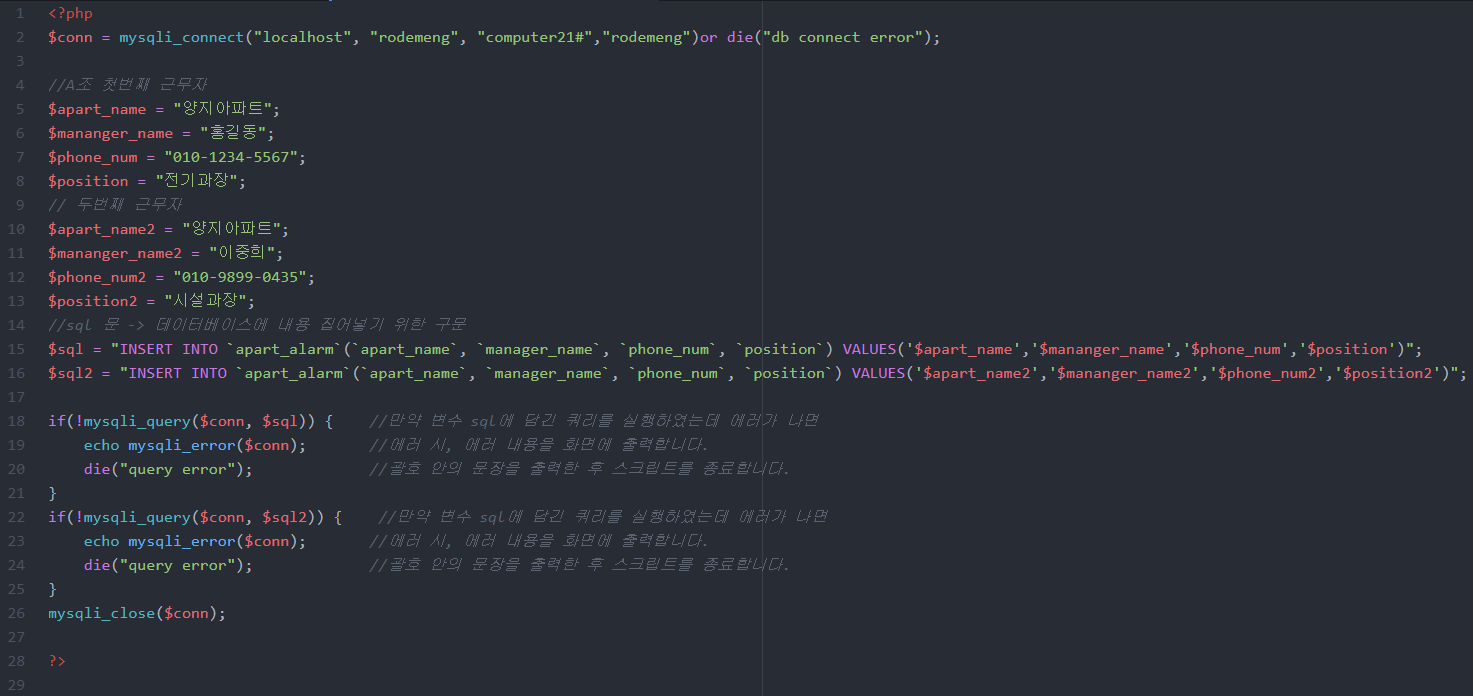 1 <?php
2 $conn = mysqli_connect("localhost", "rodemeng", "computer21#","rodemeng")or die("db connect error");
3
4 //A조 첫번째 근무자
5 $apart_name = "양지아파트";
6 $mananger_name = "홍길동";
7 $phone_num = "010-1234-5567";
8 $position = "전기과장";
9 // 두번째 근무자
10 $apart_name2 = "양지아파트";
11 $mananger_name2 = "이중희";
12 $phone_num2 = "010-9899-0435";
13 $position2 = "시설과장";
14 //sql 문 -> 데이터베이스에 내용 집어넣기 위한 구문
15 $sql = "INSERT INTO `apart_alarm`(`apart_name`, `manager_name`, `phone_num`, `position`) VALUES('$apart_name','$mananger_name','$phone_num','$position')";
16 $sql2 = "INSERT INTO `apart_alarm`(`apart_name`, `manager_name`, `phone_num`, `position`) VALUES('$apart_name2','$mananger_name2','$phone_num2','$position2')";
17
18 if(!mysqli_query($conn, $sql)) { //만약 변수 sql에 담긴 쿼리를 실행하였는데 에러가 나면
19 echo mysqli_error($conn); //에러 시, 에러 내용을 화면에 출력합니다.
20 die("query error"); //괄호 안의 문장을 출력한 후 스크립트를 종료합니다.
21 }
22 if(!mysqli_query($conn, $sql2)) { //만약 변수 sql에 담긴 쿼리를 실행하였는데 에러가 나면
23 echo mysqli_error($conn); //에러 시, 에러 내용을 화면에 출력합니다.
24 die("query error"); //괄호 안의 문장을 출력한 후 스크립트를 종료합니다.
25 }
26 mysqli_close($conn);
27
28 ?>
29